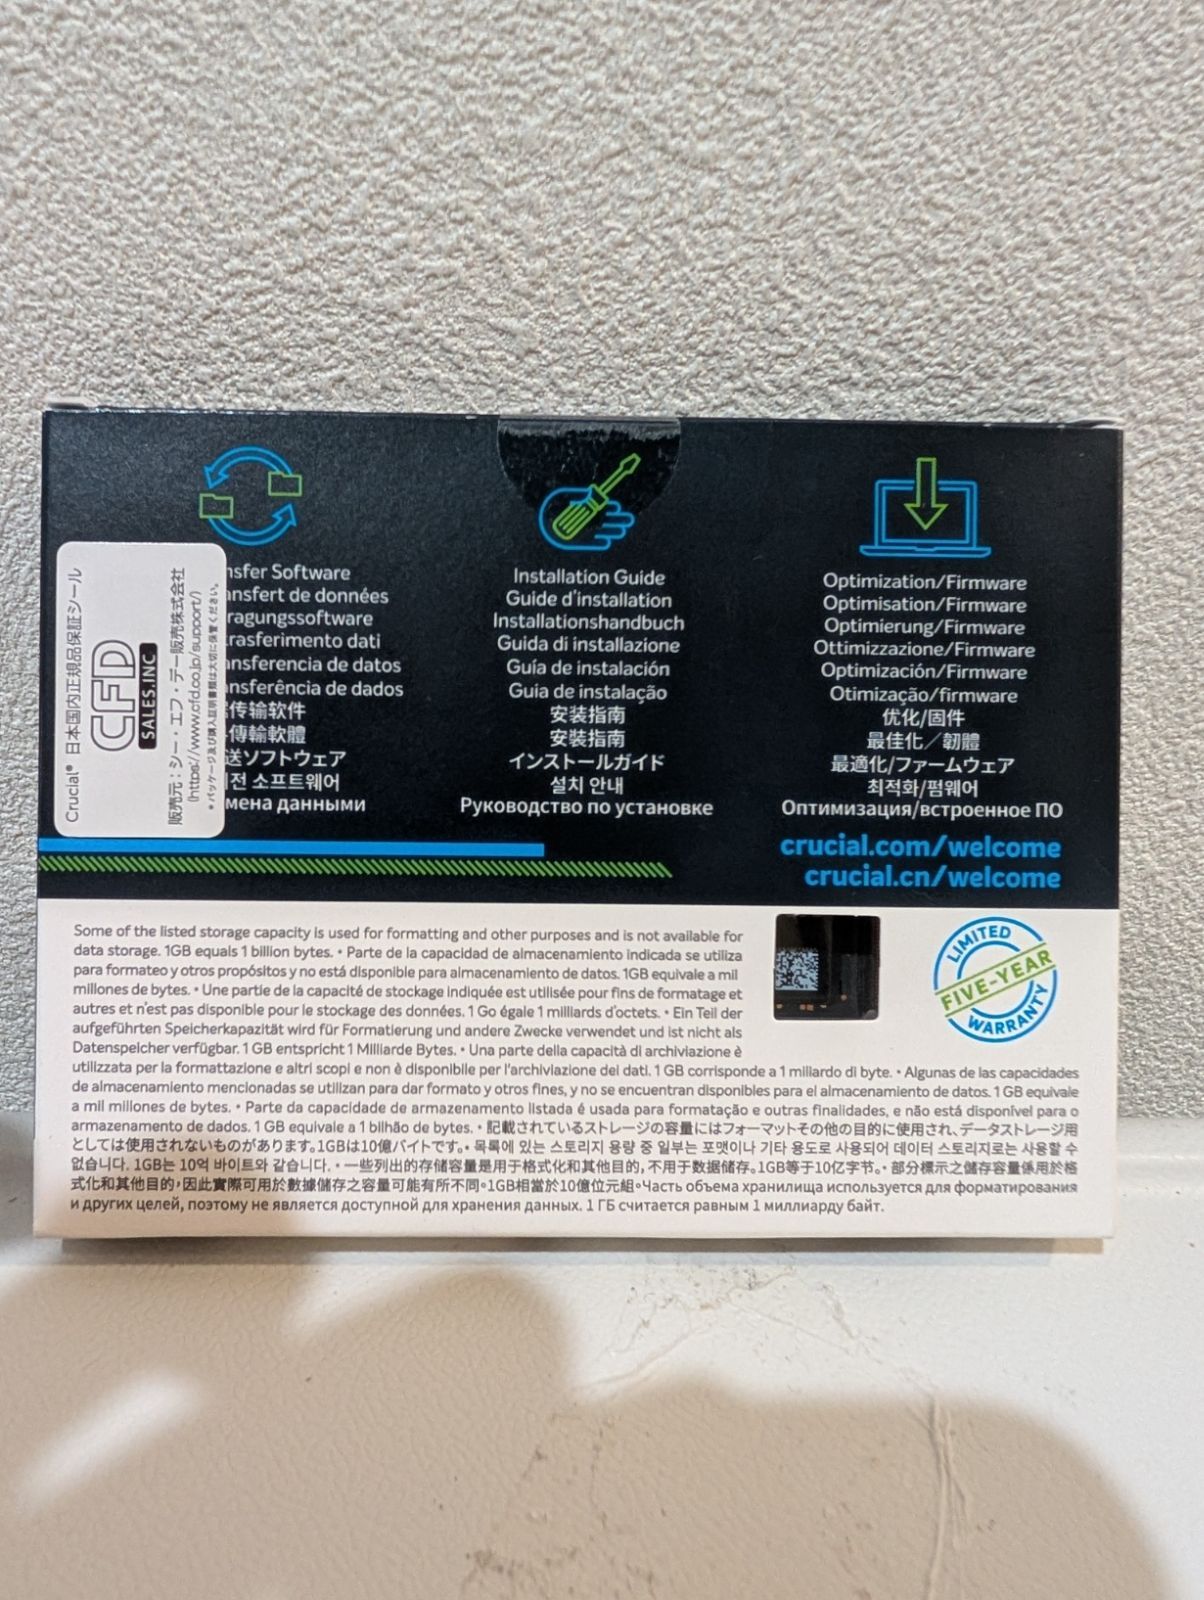 Crucial® 日本国内正規品保証シール
CFD
SALES.INC
販売元：シー・エフ・デー販売株式会社
(https://www.cfd.co.jp/support/)
*パッケージ及び購入証明書類は大切に保管ください。
nsfer Software
ansfert de données
ragungssoftware
trasferimento dati
ansferencia de datos
ansferência de dados
传输软件
傳輸軟體
送ソフトウェア
전 소프트웨어
мена данными
Installation Guide
Guide d'installation
Installationshandbuch
Guida di installazione
Guía de instalación
Guia de instalação
安装指南
安裝指南
インストールガイド
설치 안내
Руководство по установке
Optimization/Firmware
Optimisation/Firmware
Optimierung/Firmware
Ottimizzazione/Firmware
Optimización/Firmware
Otimização/firmware
优化/固件
最佳化／韌體
最適化/ファームウェア
최적화/펌웨어
Оптимизация/встроенное ПО
crucial.com/welcome
crucial.cn/welcome
Some of the listed storage capacity is used for formatting and other purposes and is not available for
data storage. 1GB equals 1 billion bytes. • Parte de la capacidad de almacenamiento indicada se utiliza
para formateo y otros propósitos y no está disponible para almacenamiento de datos. 1GB equivale a mil
millones de bytes. • Une partie de la capacité de stockage indiquée est utilisée pour fins de formatage et
autres et n'est pas disponible pour le stockage des données. 1 Go égale 1 milliards d'octets. • Ein Teil der
aufgeführten Speicherkapazität wird für Formatierung und andere Zwecke verwendet und ist nicht als
Datenspeicher verfügbar. 1 GB entspricht 1 Milliarde Bytes. • Una parte della capacità di archiviazione è
utilizzata per la formattazione e altri scopi e non è disponibile per l'archiviazione dei dati. 1 GB corrisponde a 1 miliardo di byte. • Algunas de las capacidades
de almacenamiento mencionadas se utilizan para dar formato y otros fines, y no se encuentran disponibles para el almacenamiento de datos. 1 GB equivale
a mil millones de bytes. • Parte da capacidade de armazenamento listada é usada para formatação e outras finalidades, e não está disponível para o
armazenamento de dados. 1 GB equivale a 1 bilhão de bytes. • 記載されているストレージの容量にはフォーマットその他の目的に使用され、データストレージ用
としては使用されないものがあります。1GBは10億バイトです。• 목록에 있는 스토리지 용량 중 일부는 포맷이나 기타 용도로 사용되어 데이터 스토리지로는 사용할 수
없습니다. 1GB는 10억 바이트와 같습니다. • 一些列出的存储容量是用于格式化和其他目的，不用于数据储存。1GB等于10亿字节。• 部分標示之儲存容量係用於格
式化和其他目的，因此實際可用於數據儲存之容量可能有所不同。1GB相當於10億位元組。Часть объема хранилища используется для форматирования
и других целей, поэтому не является доступной для хранения данных. 1 ГБ считается равным 1 миллиарду байт.
LIMITED
FIVE-YEAR
WARRANTY